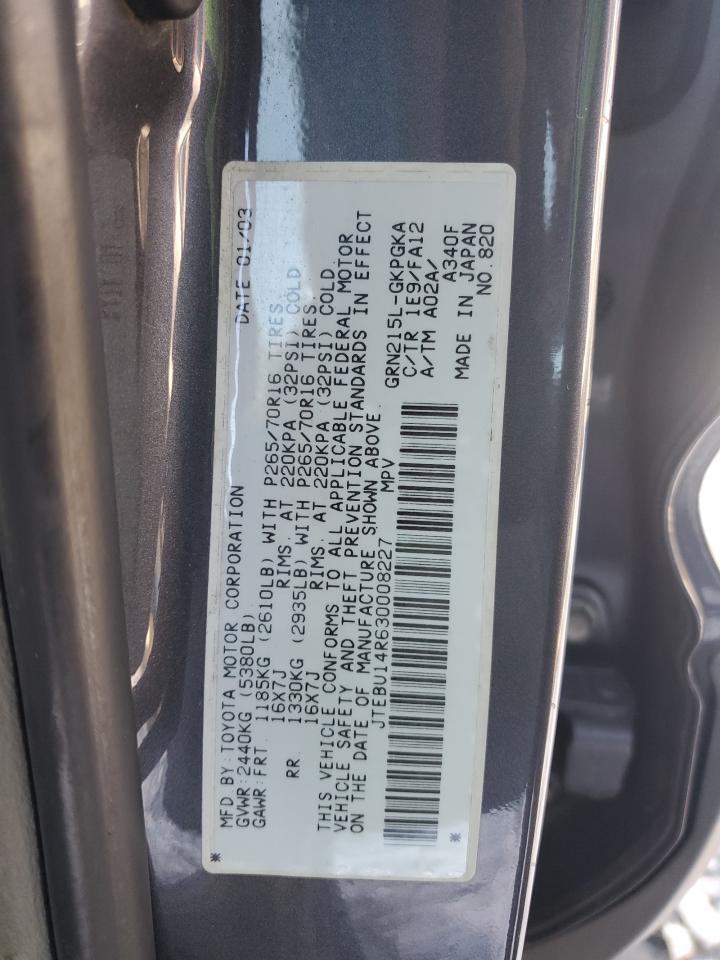 MFD BY:TOYOTA MOTOR CORPORATION DATE 01/03
GVWR:2440KG (5380LB)
GAWR:FRT. 1185KG (2610LB) WITH P265/70R16 TIRES,
16X7J RIMS. AT 220KPA (32PSI) COLD
RR. 1330KG (2935LB) WITH P265/70R16 TIRES,
16X7J RIMS. AT 220KPA (32PSI) COLD.
THIS VEHICLE CONFORMS TO ALL APPLICABLE FEDERAL MOTOR
VEHICLE SAFETY AND THEFT PREVENTION STANDARDS IN EFFECT
ON THE DATE OF MANUFACTURE SHOWN ABOVE.
JTEBU14R630008227 MPV GRN215L-GKPGKA
C/TR 1E9/FA12
A/TM A02A/
A340F
MADE IN JAPAN
NO.820